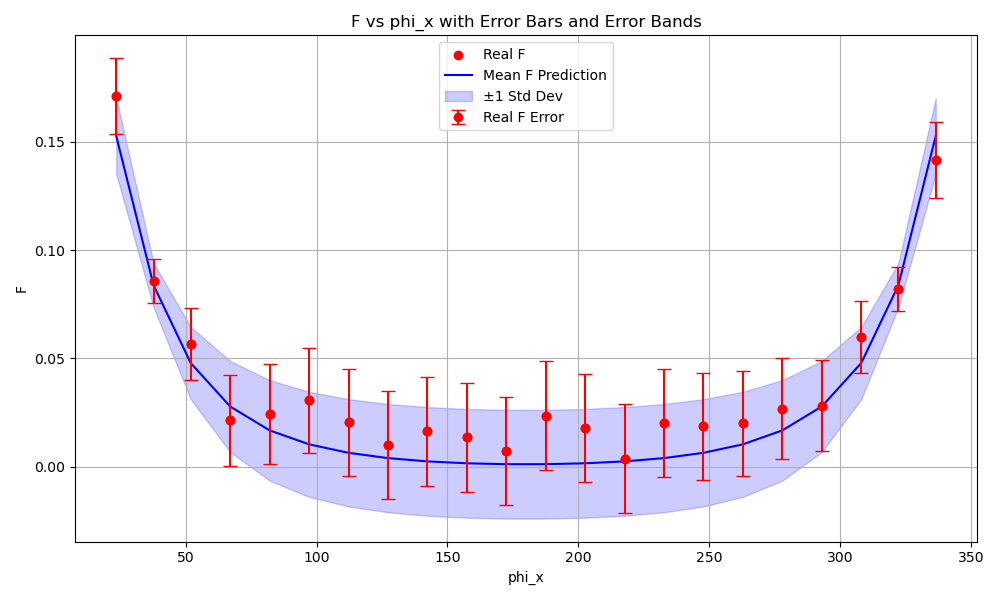 F vs phi_x with Error Bars and Error Bands
Real F
Mean F Prediction
±1 Std Dev
Real F Error
0.15
0.10
0.05
0.00
F
50
100
150
200
250
300
350
phi_x